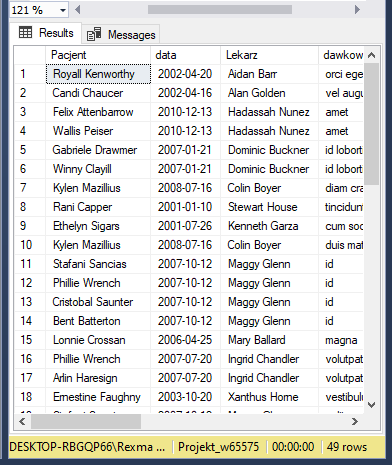 121 %
Results Messages
Pacjent data Lekarz dawkow
1 Royall Kenworthy 2002-04-20 Aidan Barr orci ege
2 Candi Chaucer 2002-04-16 Alan Golden vel augu
3 Felix Attenbarrow 2010-12-13 Hadassah Nunez amet
4 Wallis Peiser 2010-12-13 Hadassah Nunez amet
5 Gabriele Drawmer 2007-01-21 Dominic Buckner id lobort
6 Winny Clayill 2007-01-21 Dominic Buckner id lobort
7 Kylen Mazillius 2008-07-16 Colin Boyer diam cra
8 Rani Capper 2001-01-10 Stewart House tincidunt
9 Ethelyn Sigars 2001-07-26 Kenneth Garza cum soc
10 Kylen Mazillius 2008-07-16 Colin Boyer duis mat
11 Stafani Sancias 2007-10-12 Maggy Glenn id
12 Phillie Wrench 2007-10-12 Maggy Glenn id
13 Cristobal Saunter 2007-10-12 Maggy Glenn id
14 Bent Batterton 2007-10-12 Maggy Glenn id
15 Lonnie Crossan 2006-04-25 Mary Ballard magna
16 Phillie Wrench 2007-07-20 Ingrid Chandler volutpat
17 Arlin Haresign 2007-07-20 Ingrid Chandler volutpat
18 Ernestine Faughny 2003-10-20 Xanthus Horne vestibulu
DESKTOP-RBGQP66\Rexma ... Projekt_w65575 00:00:00 49 rows